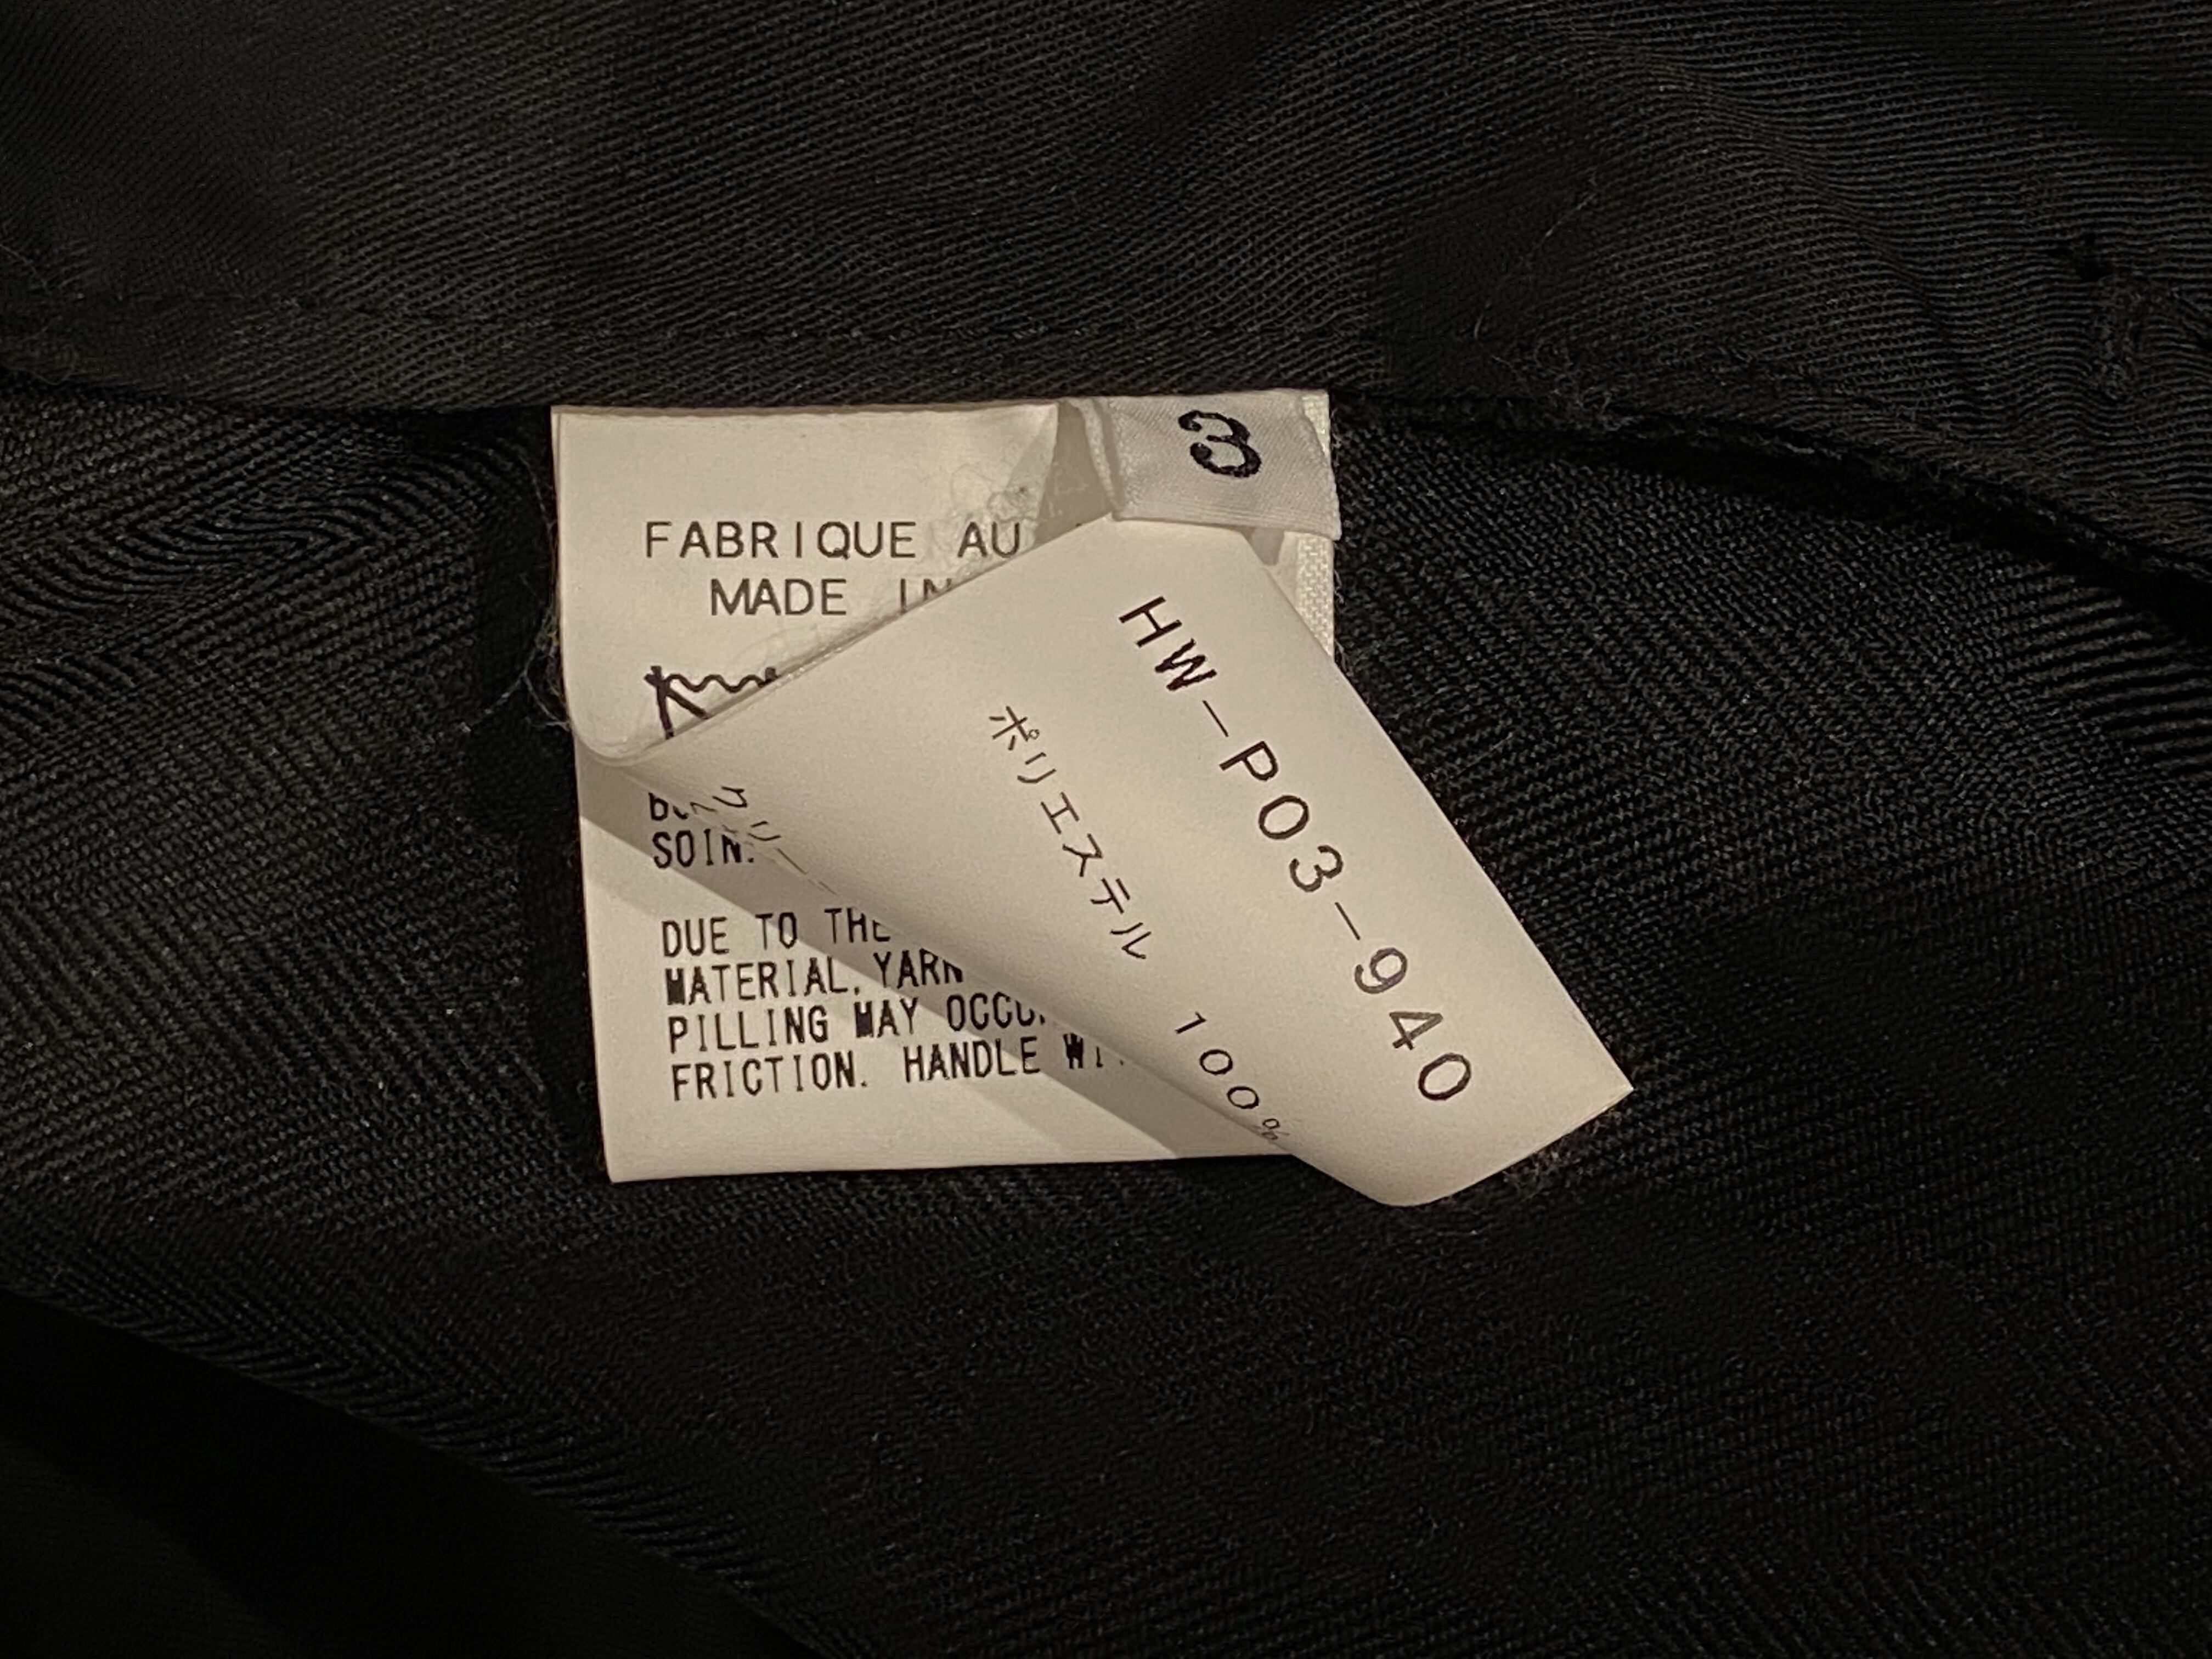 3
FABRIQUE AU
MADE IN
SOIN.
DUE TO THE
MATERIAL, YARN
PILLING MAY
FRICTION. HANDLE
HW-P03-940
ポリエステル 100%